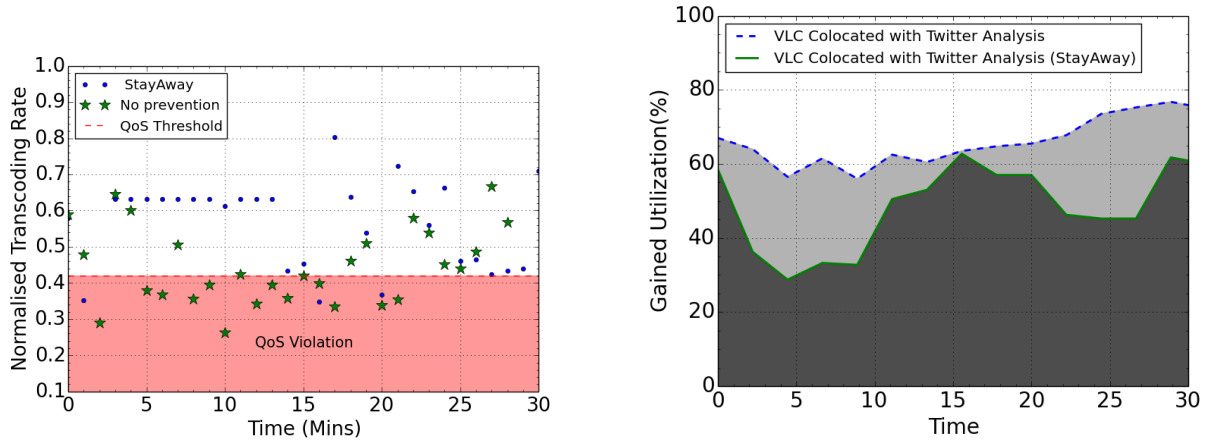 1.0
0.9
0.8
0.7
0.6
0.5
0.4
0.3
0.2
0.1
Normalised Transcoding Rate
StayAway
No prevention
QoS Threshold
QoS Violation
0 5 10 15 20 25 30
Time (Mins)
100
80
60
40
20
0
Gained Utilization(%)
VLC Colocated with Twitter Analysis
VLC Colocated with Twitter Analysis (StayAway)
0 5 10 15 20 25 30
Time